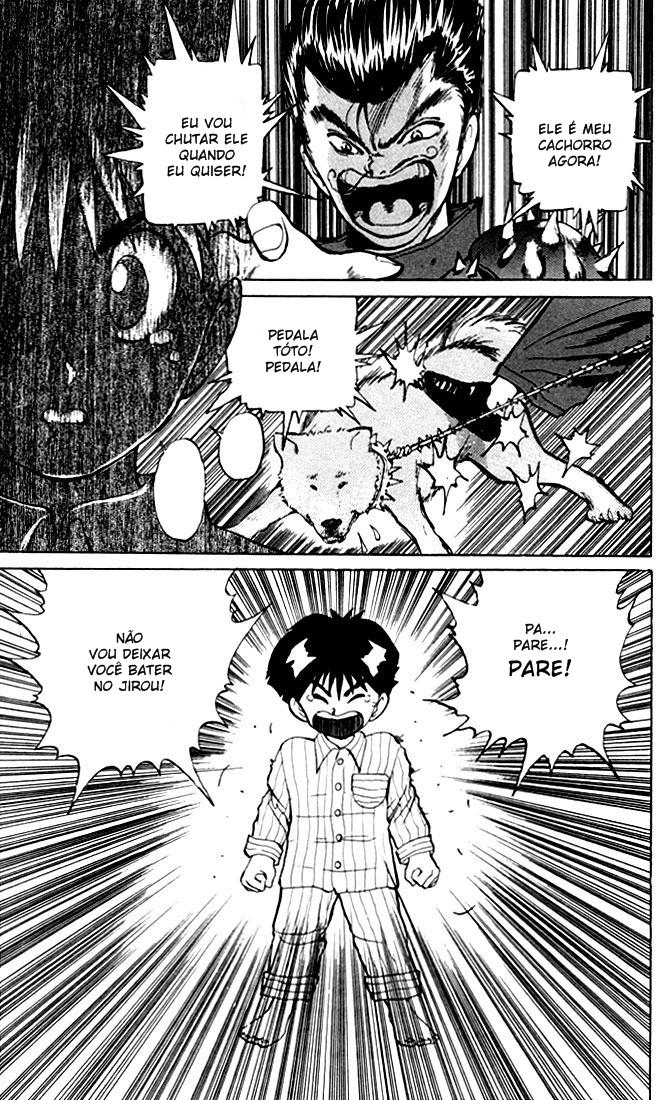 ELE É MEU
CACHORRO
AGORA!
EU VOU
CHUTAR ELE
QUANDO
EU QUISER!
PEDALA
TÓTO!
PEDALA!
PA...
PARE...!
PARE!
NÃO
VOU DEIXAR
VOCÊ BATER
NO JIROU!